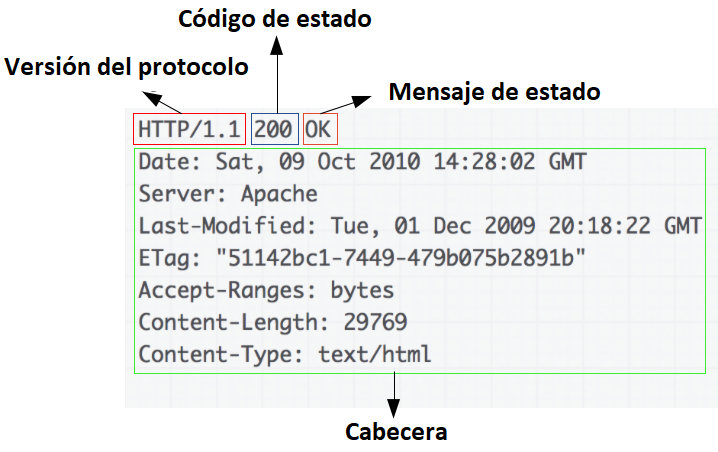 Código de estado
Versión del protocolo
Mensaje de estado
HTTP/1.1 200 OK
Date: Sat, 09 Oct 2010 14:28:02 GMT
Server: Apache
Last-Modified: Tue, 01 Dec 2009 20:18:22 GMT
ETag: "51142bc1-7449-479b075b2891b"
Accept-Ranges: bytes
Content-Length: 29769
Content-Type: text/html
Cabecera